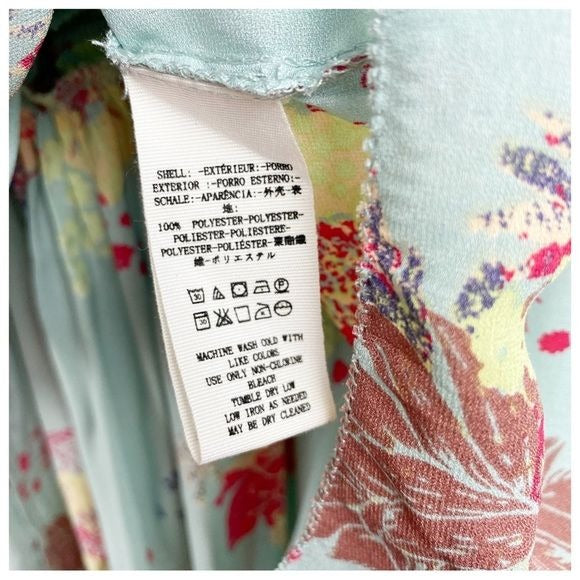 SHELL: -EXTÉRIEUR:-FORRO
EXTERIOR :-FORRO ESTERNO:-
SCHALE:-APARÊNCIA:-外壳-表
地:
100% POLYESTER-POLYESTER-
POLIESTER-POLIESTERE-
POLYESTER-POLIÉSTER-聚酯纖
維-ポリエステル
30
30
MACHINE WASH COLD WITH
LIKE COLORS
USE ONLY NON-CHLORINE
BLEACH
TUMBLE DRY LOW
LOW IRON AS NEEDED
MAY BE DRY CLEANED